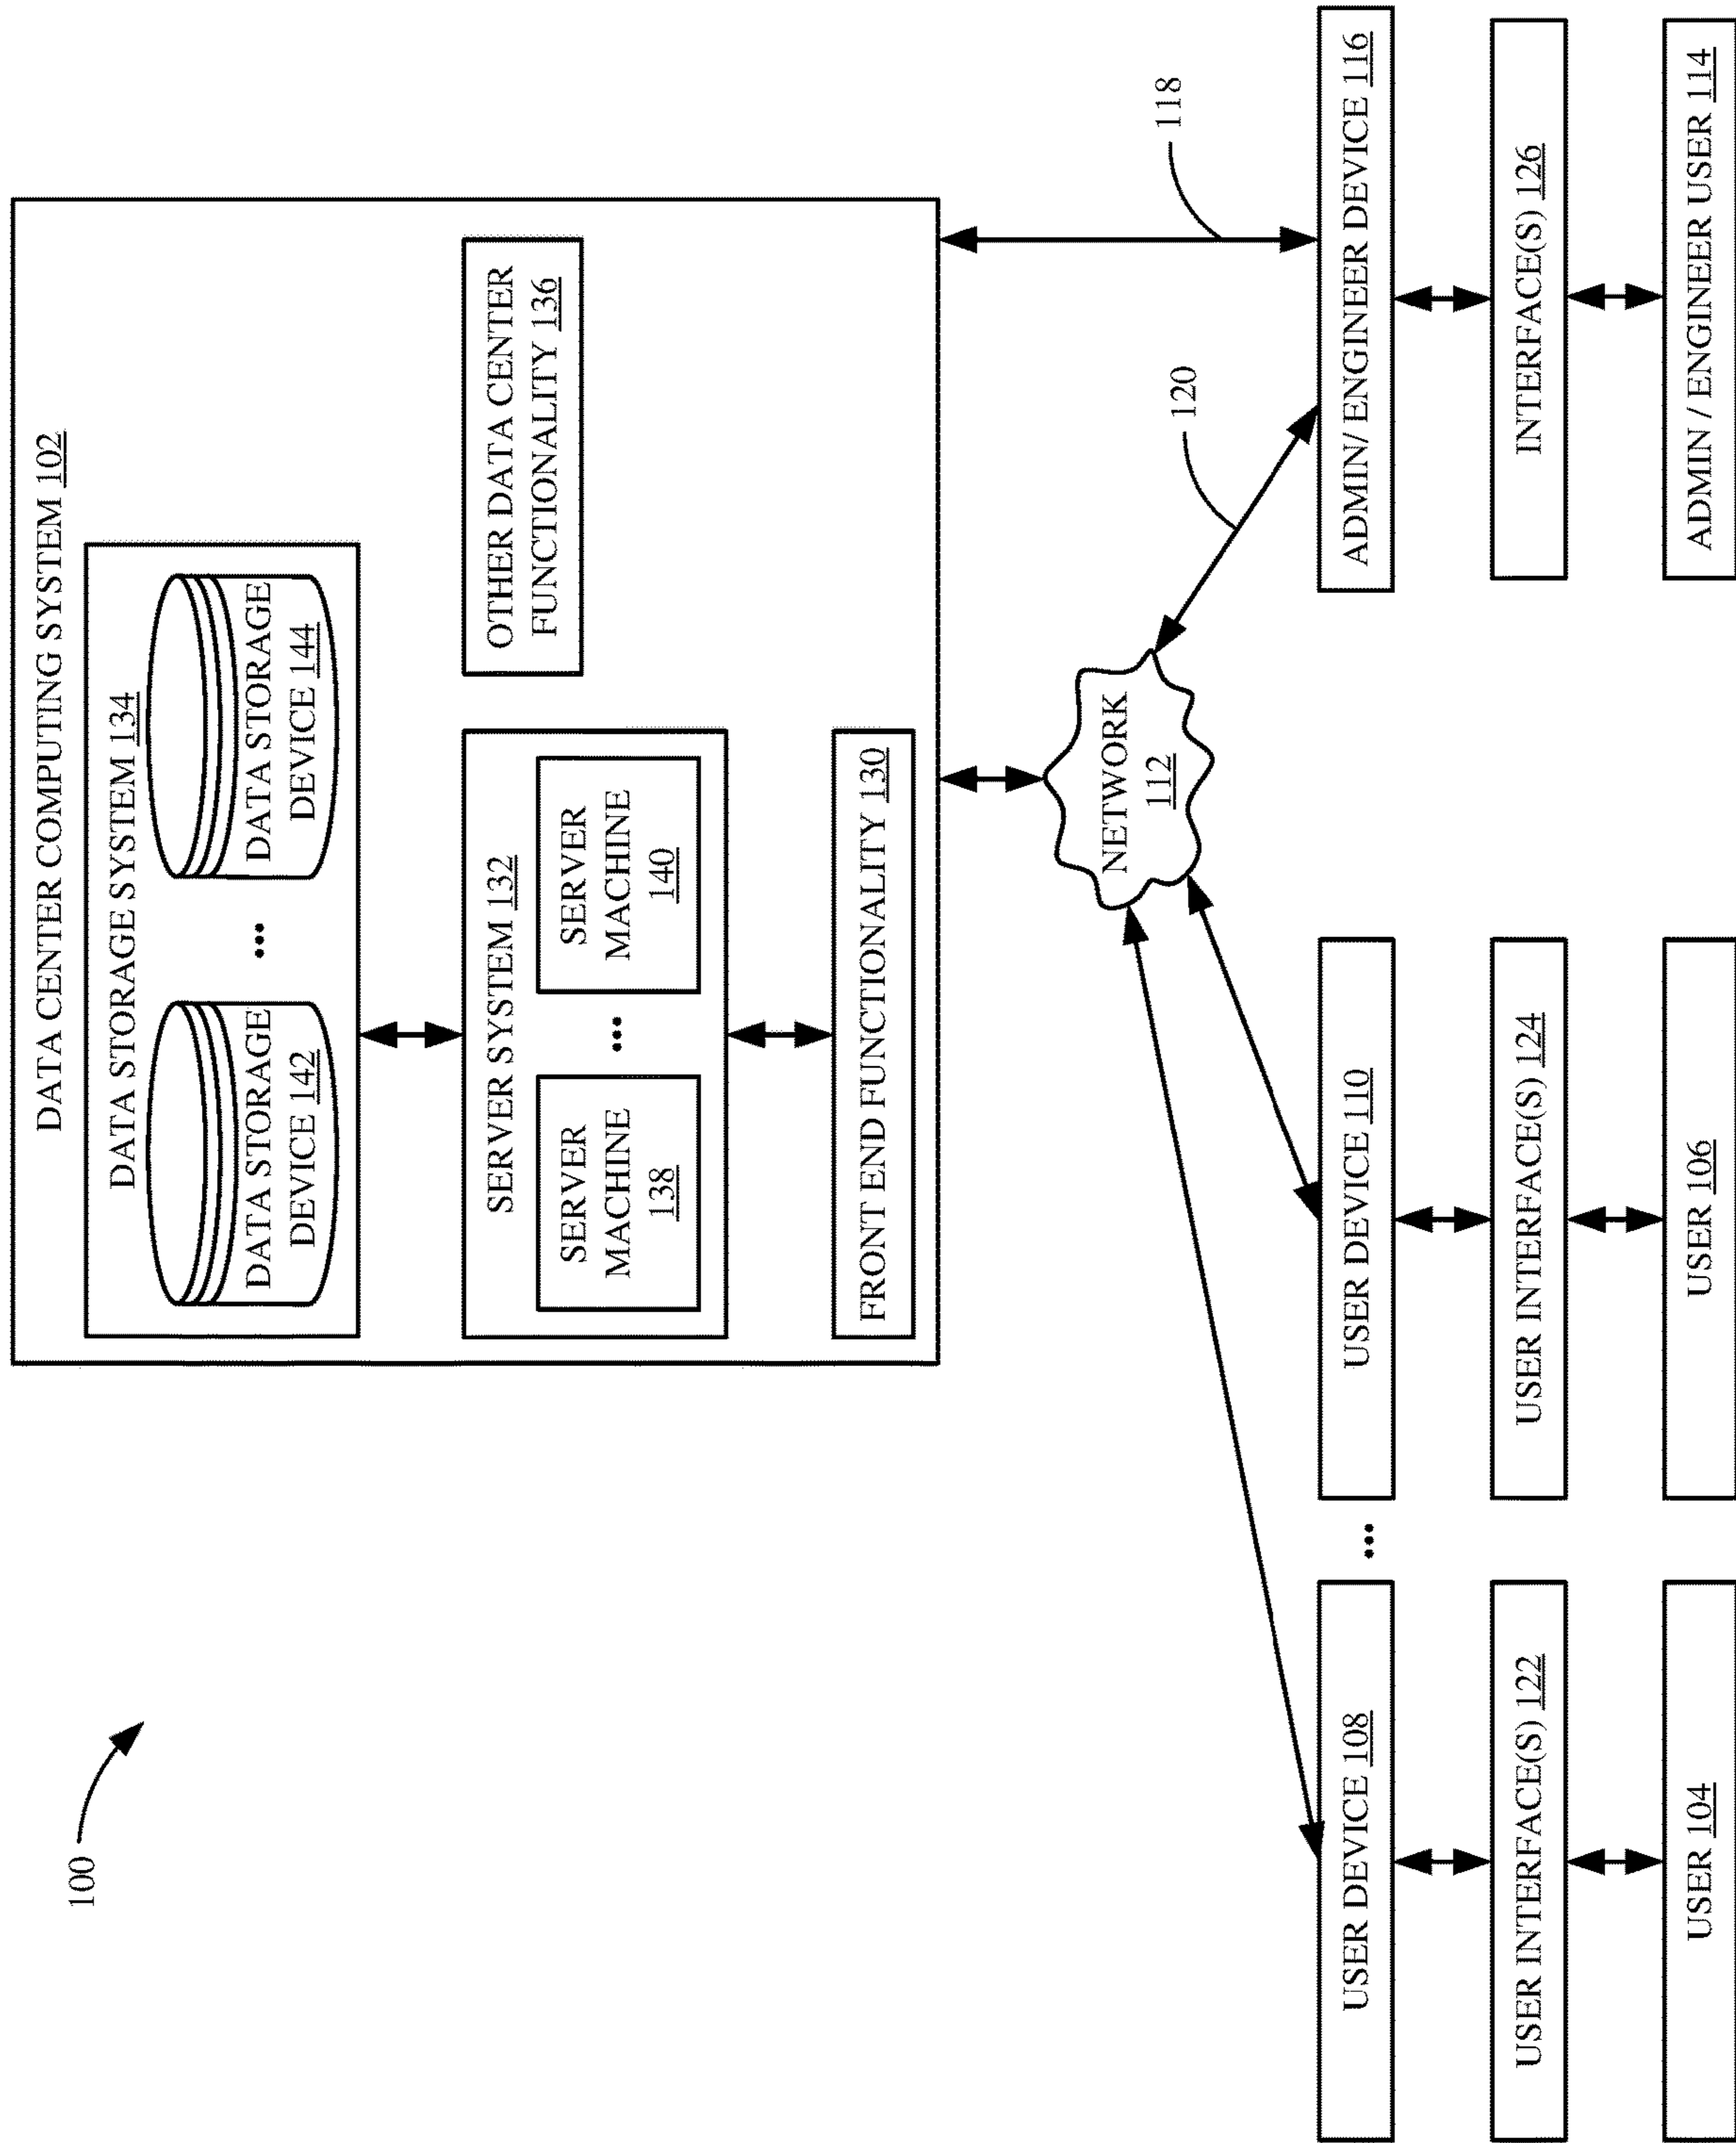 100
DATA CENTER COMPUTING SYSTEM 102
DATA STORAGE SYSTEM 134
DATA STORAGE
DEVICE 142
...
DATA STORAGE
DEVICE 144
SERVER SYSTEM 132
SERVER
MACHINE
138
...
SERVER
MACHINE
140
OTHER DATA CENTER
FUNCTIONALITY 136
FRONT END FUNCTIONALITY 130
NETWORK
112
120
118
USER DEVICE 108
...
USER DEVICE 110
ADMIN/ ENGINEER DEVICE 116
USER INTERFACE(S) 122
USER INTERFACE(S) 124
INTERFACE(S) 126
USER 104
USER 106
ADMIN / ENGINEER USER 114